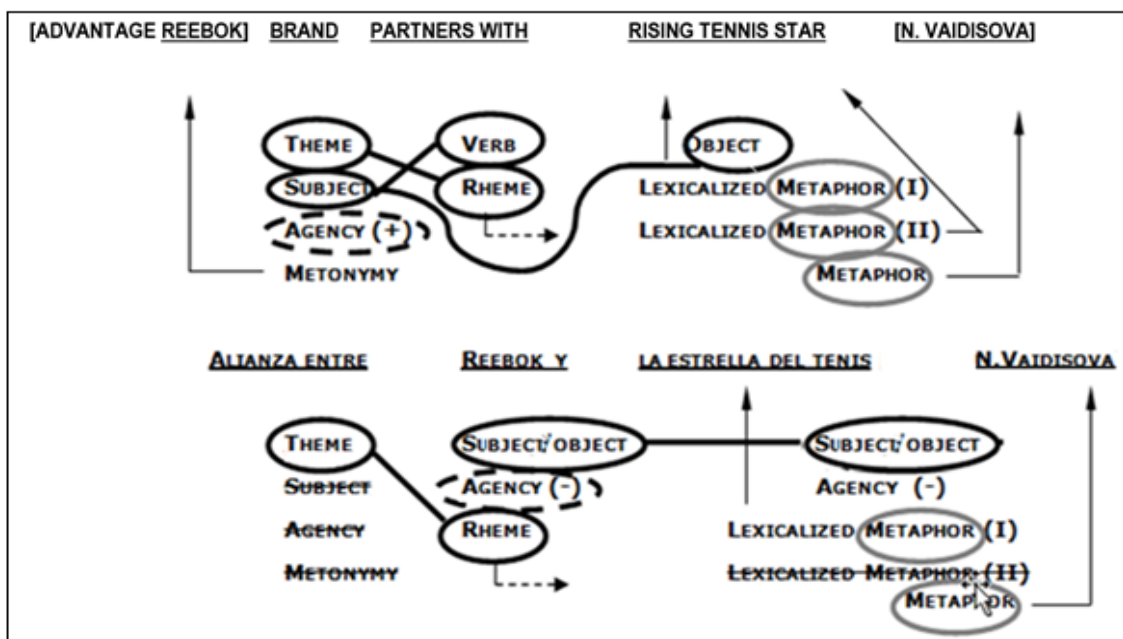 [ADVANTAGE REEBOK] BRAND PARTNERS WITH RISING TENNIS STAR [N. VAIDISOVA]
THEME VERB OBJECT
SUBJECT RHEME LEXICALIZED METAPHOR (I)
AGENCY (+) LEXICALIZED METAPHOR (II)
METONYMY METAPHOR
ALIANZA ENTRE REEBOK Y LA ESTRELLA DEL TENIS N.VAIDISOVA
THEME SUBJECT/OBJECT SUBJECT/OBJECT
SUBJECT AGENCY (-) AGENCY (-)
AGENCY RHEME LEXICALIZED METAPHOR (I)
METONYMY LEXICALIZED METAPHOR (II)
METAPHOR